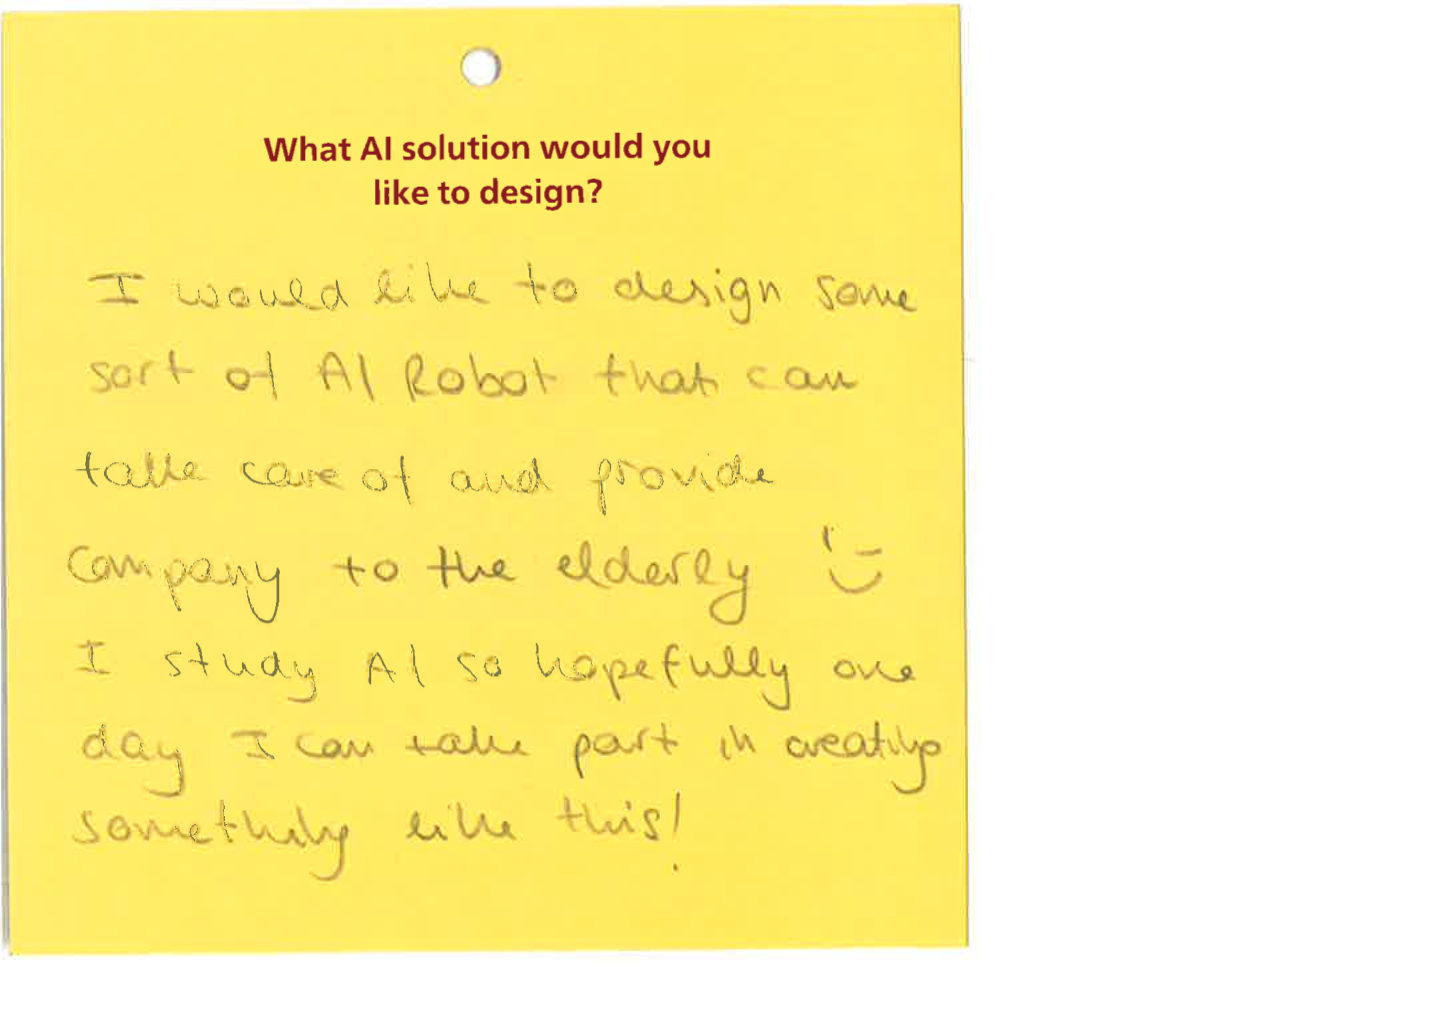 What AI solution would you
like to design?
I would like to design some
sort of AI Robot that can
take care of and provide
company to the elderly :)
I study AI so hopefully one
day I can take part in creating
something like this!